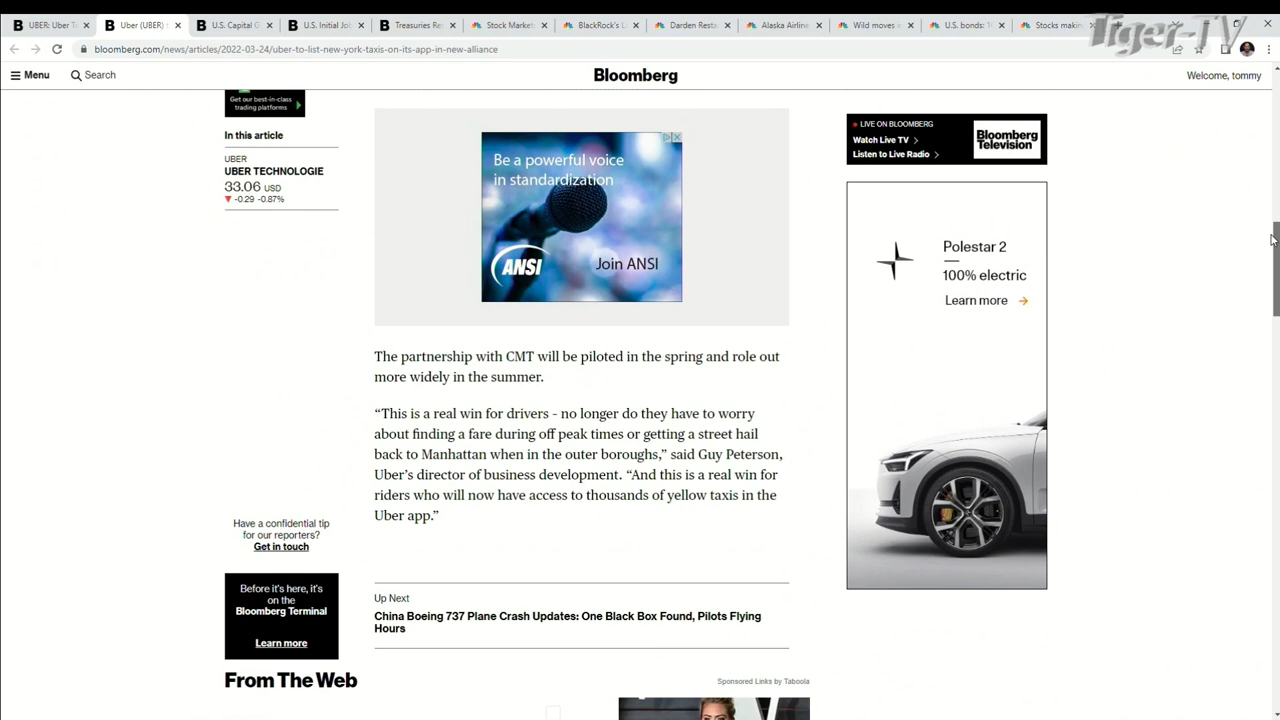 UBER: Uber Te
Uber (UBER) t
U.S. Capital G
U.S. Initial Jo
Treasuries Re
Stock Market
BlackRock's L
Darden Resta
Alaska Airline
Wild moves i
U.S. bonds: 1
Stocks makin
Tiger-TV
bloomberg.com/news/articles/2022-03-24/uber-to-list-new-york-taxis-on-its-app-in-new-alliance
Menu
Search
Bloomberg
Welcome, tommy
Get our best-in-class
trading platforms
In this article
UBER
UBER TECHNOLOGIE
33.06 USD
-0.29 -0.87%
Be a powerful voice
in standardization
ANSI
Join ANSI
LIVE ON BLOOMBERG
Watch Live TV
Listen to Live Radio
Bloomberg
Television
Polestar 2
100% electric
Learn more
The partnership with CMT will be piloted in the spring and role out
more widely in the summer.
“This is a real win for drivers - no longer do they have to worry
about finding a fare during off peak times or getting a street hail
back to Manhattan when in the outer boroughs,” said Guy Peterson,
Uber’s director of business development. “And this is a real win for
riders who will now have access to thousands of yellow taxis in the
Uber app.”
Have a confidential tip
for our reporters?
Get in touch
Before it's here, it's
on the
Bloomberg Terminal
Learn more
Up Next
China Boeing 737 Plane Crash Updates: One Black Box Found, Pilots Flying
Hours
From The Web
Sponsored Links by Taboola